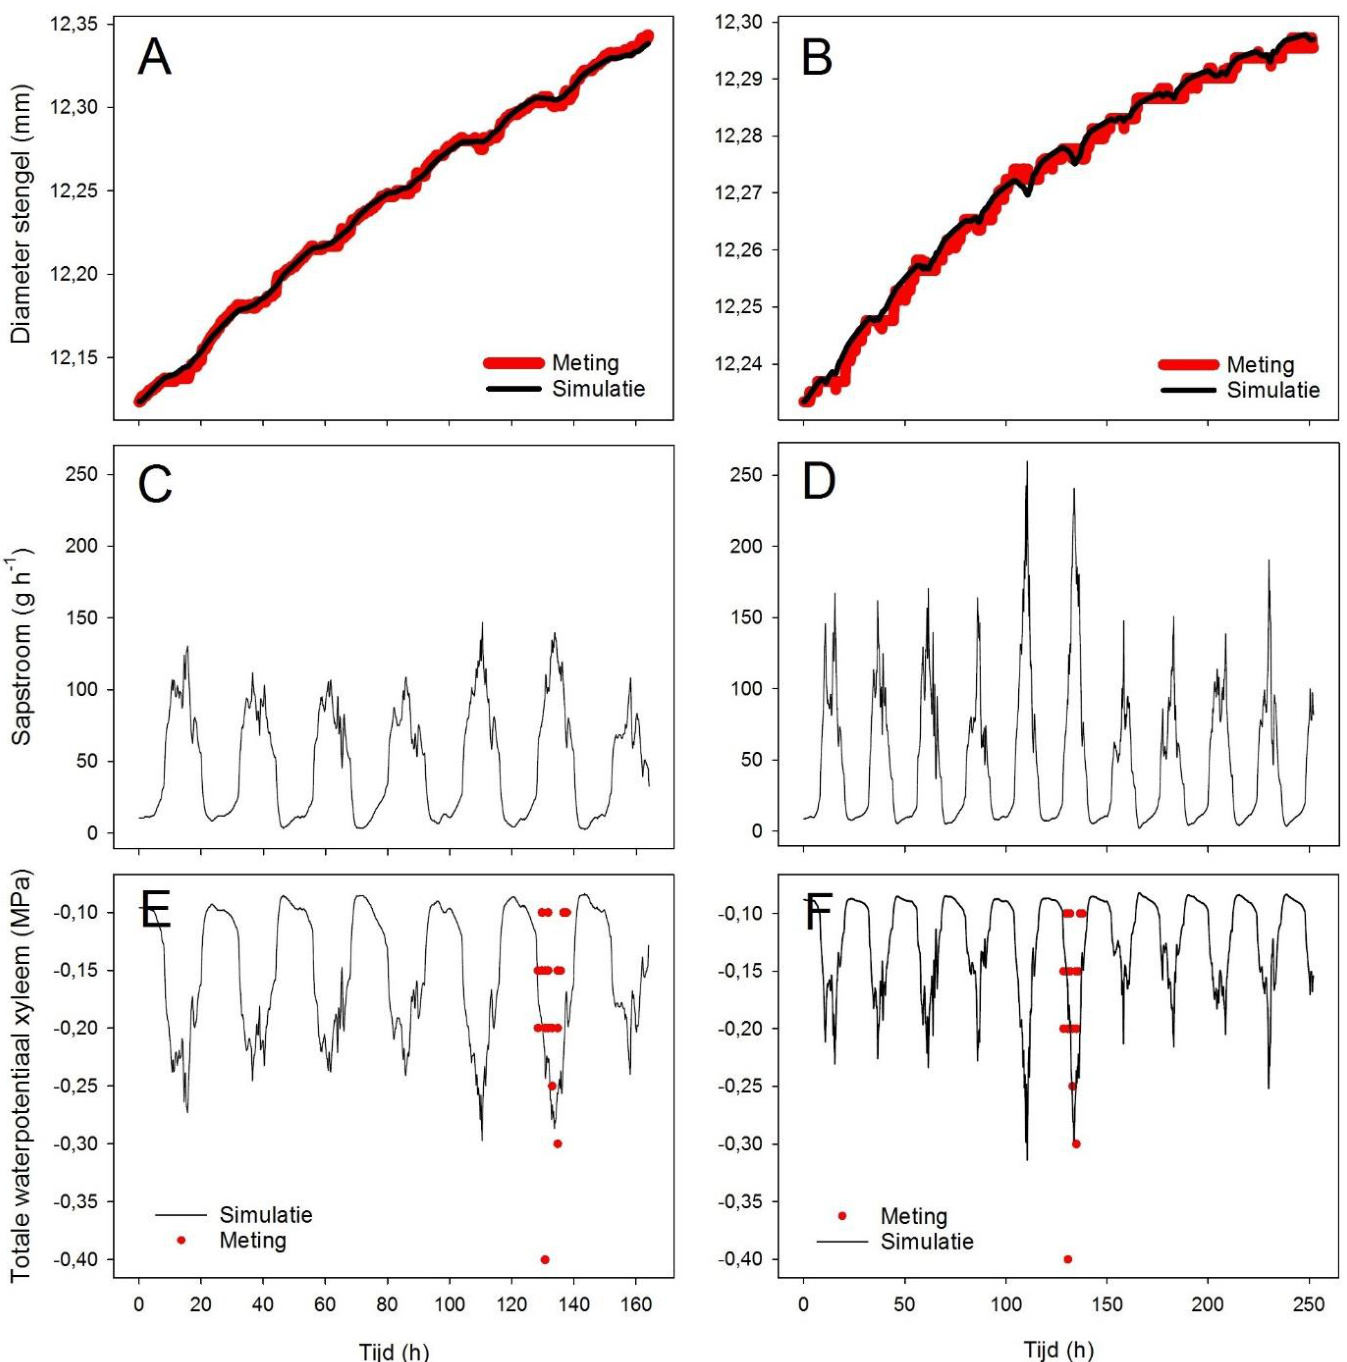 A
Diameter stengel (mm)
12,35
12,30
12,25
12,20
12,15
Meting
Simulatie
B
12,30
12,29
12,28
12,27
12,26
12,25
12,24
Meting
Simulatie
C
Sapstroom (g h⁻¹)
250
200
150
100
50
0
D
250
200
150
100
50
0
E
Totale waterpotentiaal xyleem (MPa)
-0,10
-0,15
-0,20
-0,25
-0,30
-0,35
-0,40
Simulatie
Meting
0 20 40 60 80 100 120 140 160
Tijd (h)
F
-0,10
-0,15
-0,20
-0,25
-0,30
-0,35
-0,40
Meting
Simulatie
0 50 100 150 200 250
Tijd (h)